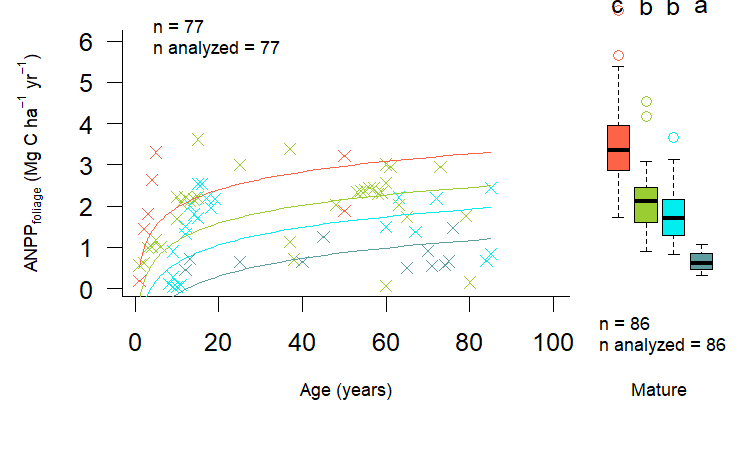 c b b a
n = 77
n analyzed = 77
6
5
4
3
2
1
0
ANPP_foliage (Mg C ha⁻¹ yr⁻¹)
0 20 40 60 80 100
Age (years)
n = 86
n analyzed = 86
Mature